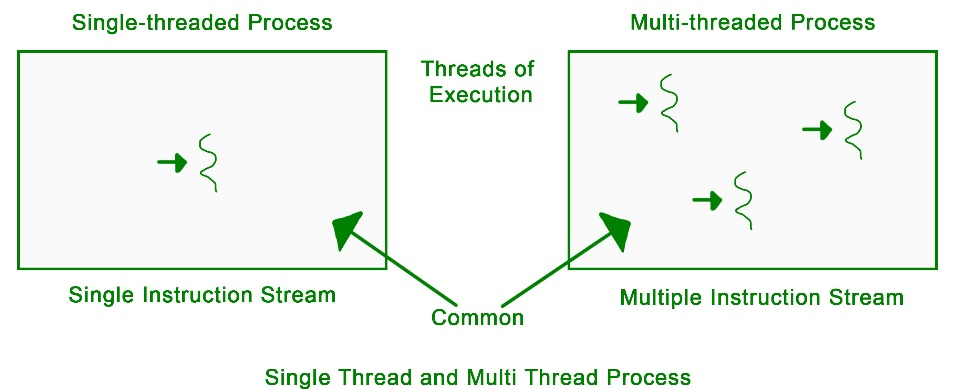 Single-threaded Process
Multi-threaded Process
Threads of
Execution
Single Instruction Stream
Multiple Instruction Stream
Common
Single Thread and Multi Thread Process